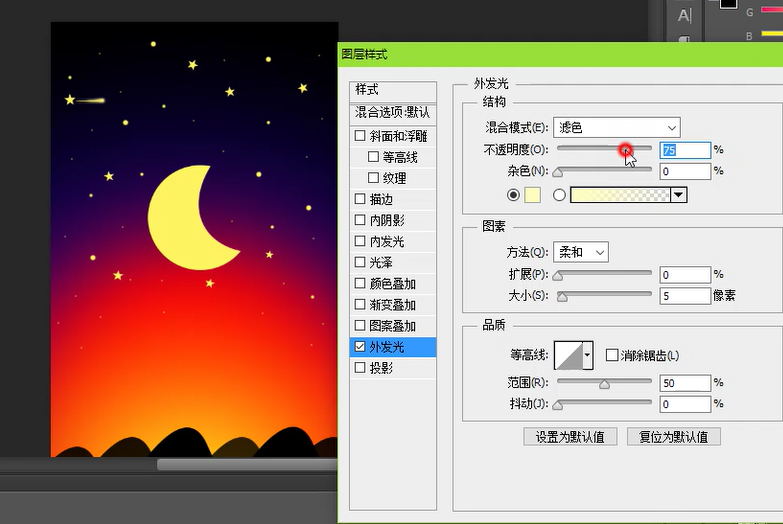 A|
G
B
图层样式
样式
混合选项:默认
斜面和浮雕
等高线
纹理
描边
内阴影
内发光
光泽
颜色叠加
渐变叠加
图案叠加
外发光
投影
外发光
结构
混合模式(E): 滤色
不透明度(O): 75 %
杂色(N): 0 %
图素
方法(Q): 柔和
扩展(P): 0 %
大小(S): 5 像素
品质
等高线: 消除锯齿(L)
范围(R): 50 %
抖动(J): 0 %
设置为默认值 复位为默认值